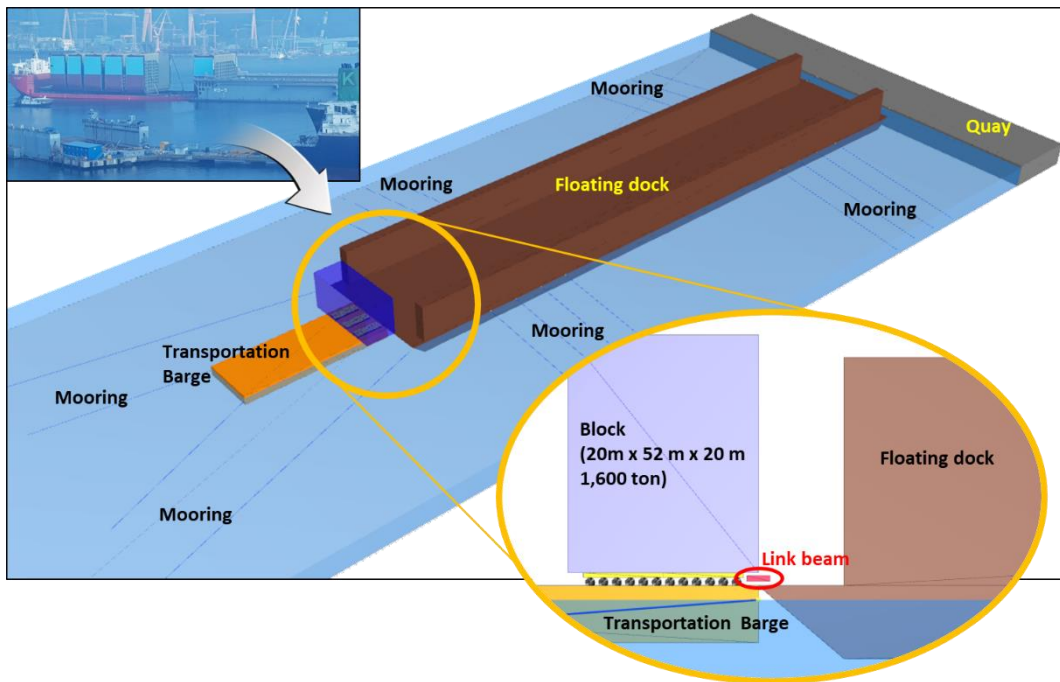 Mooring
Quay
Mooring
Floating dock
Mooring
Mooring
Transportation
Barge
Mooring
Block
(20m x 52 m x 20 m
1,600 ton)
Floating dock
Mooring
Link beam
Transportation Barge